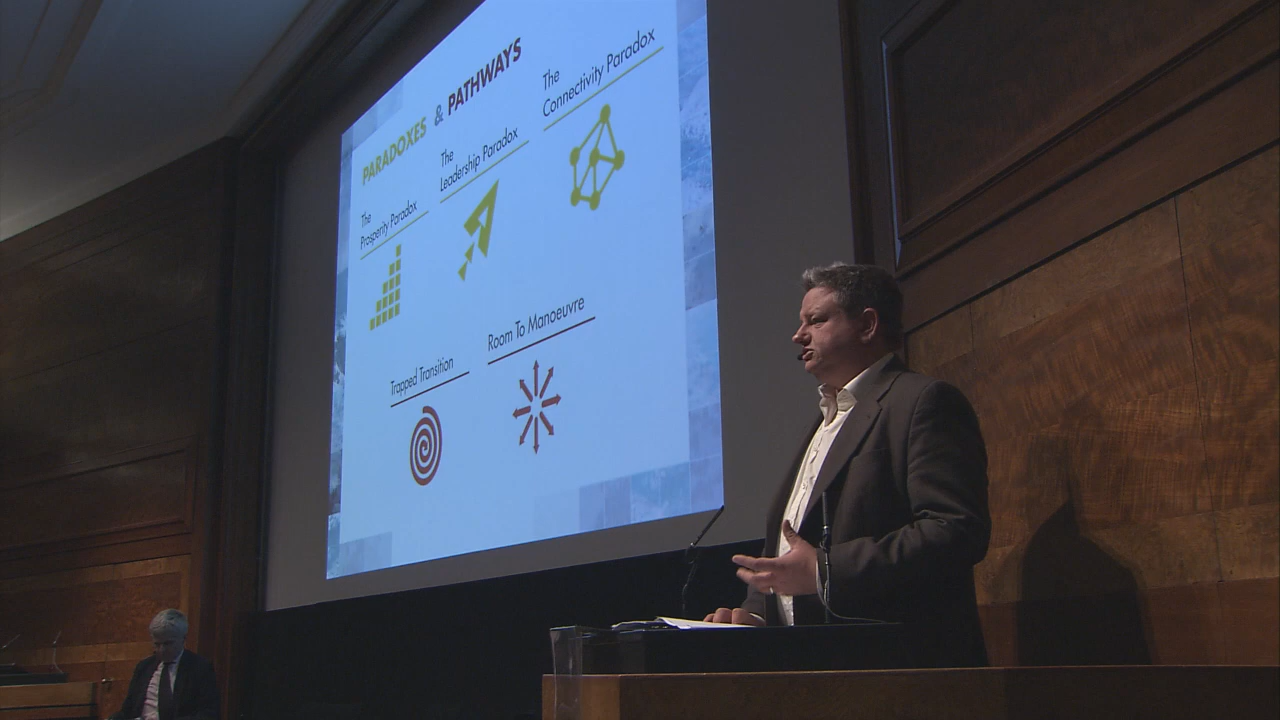 PARADOXES & PATHWAYS
The
Prosperity Paradox
The
Leadership Paradox
The
Connectivity Paradox
Trapped Transition
Room To Manoeuvre